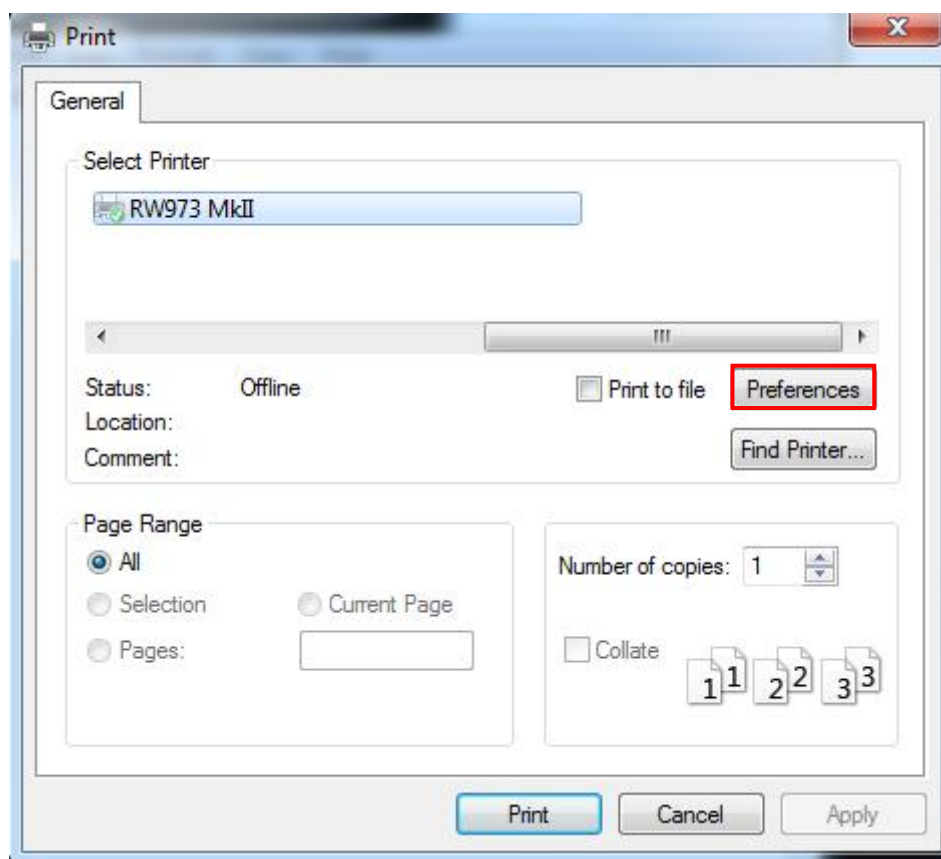 Print
General
Select Printer
RW973 MkII
Status: Offline
Print to file
Preferences
Location:
Comment:
Find Printer...
Page Range
All
Selection
Current Page
Pages:
Number of copies: 1
Collate
1 1 2 2 3 3
Print
Cancel
Apply